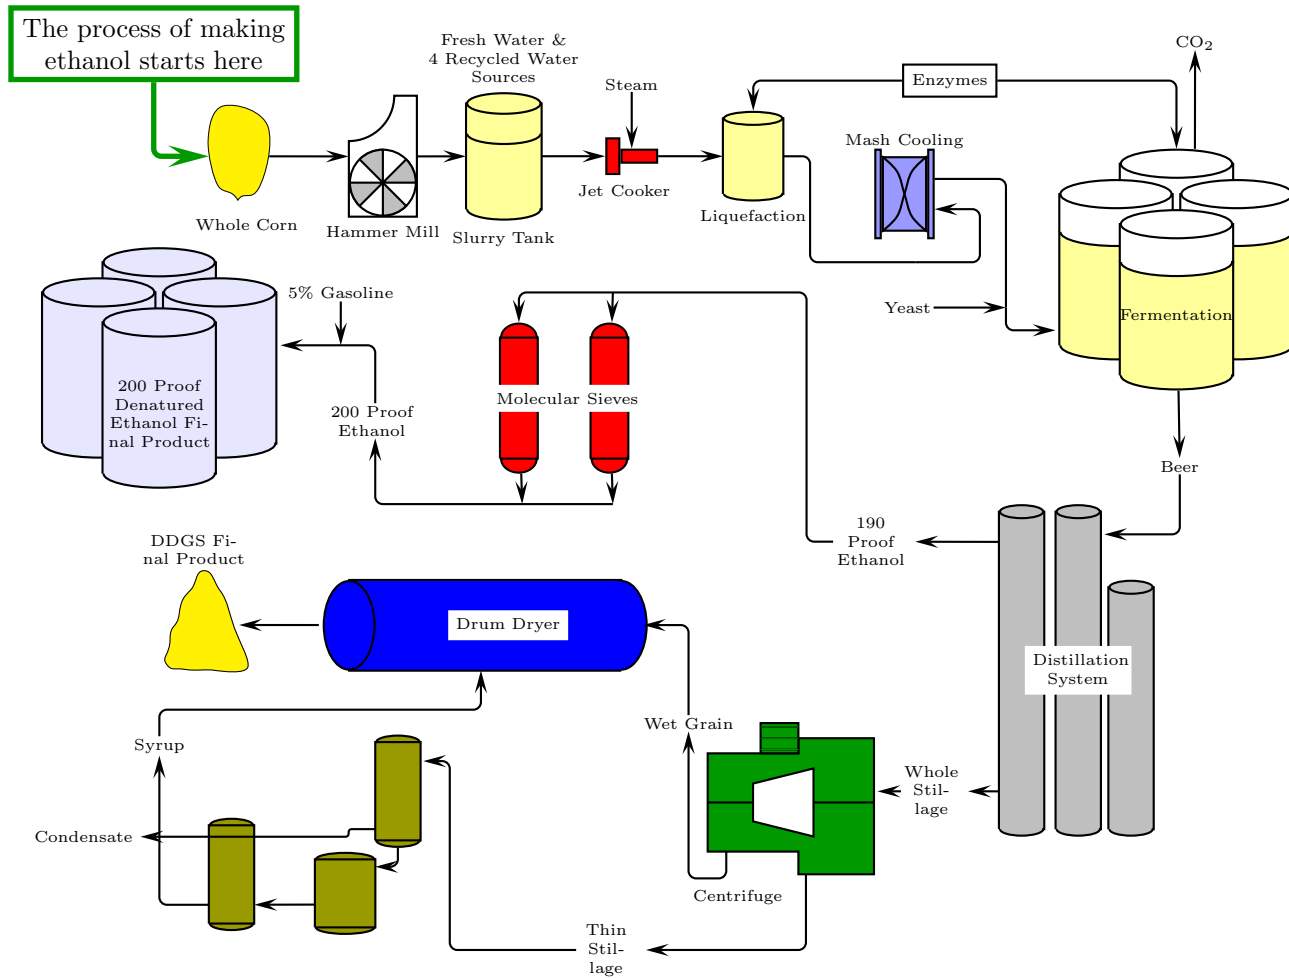 The process of making
ethanol starts here
Fresh Water &
4 Recycled Water
Sources
Steam
Enzymes
CO2
Mash Cooling
Whole Corn
Hammer Mill
Slurry Tank
Jet Cooker
Liquefaction
5% Gasoline
Yeast
Fermentation
200 Proof
Denatured
Ethanol Fi-
nal Product
200 Proof
Ethanol
Molecular Sieves
Beer
190
Proof
Ethanol
DDGS Fi-
nal Product
Drum Dryer
Distillation
System
Wet Grain
Syrup
Whole
Stil-
lage
Condensate
Centrifuge
Thin
Stil-
lage